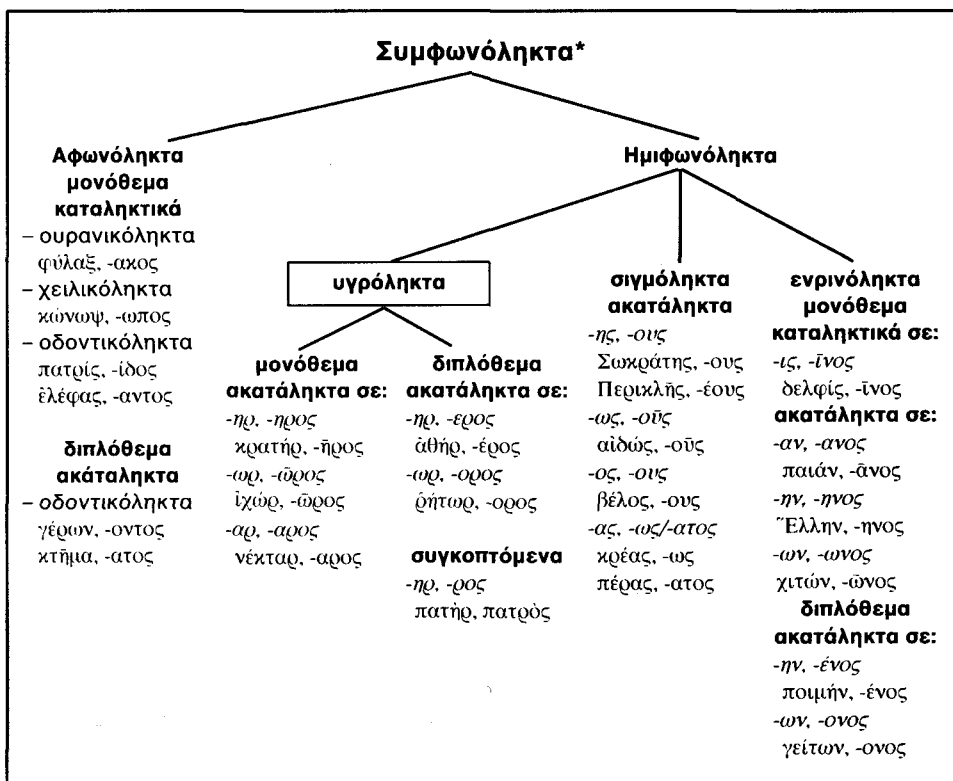 Συμφωνόληκτα*
Αφωνόληκτα
μονόθεμα
καταληκτικά
– ουρανικόληκτα
φύλαξ, -ακος
– χειλικόληκτα
κώνωψ, -ωπος
– οδοντικόληκτα
πατρίς, -ίδος
ἐλέφας, -αντος
διπλόθεμα
ακάταληκτα
– οδοντικόληκτα
γέρων, -οντος
κτῆμα, -ατος
Ημιφωνόληκτα
υγρόληκτα
μονόθεμα
ακατάληκτα σε:
-ηρ, -ηρος
κρατήρ, -ῆρος
-ωρ, -ῶρος
ἰχώρ, -ῶρος
-αρ, -αρος
νέκταρ, -αρος
διπλόθεμα
ακατάληκτα σε:
-ηρ, -ερος
ἀθήρ, -έρος
-ωρ, -ορος
ῥήτωρ, -ορος
συγκοπτόμενα
-ηρ, -ρος
πατὴρ, πατρὸς
σιγμόληκτα
ακατάληκτα
-ης, -ους
Σωκράτης, -ους
Περικλῆς, -έους
-ως, -οῦς
αἰδώς, -οῦς
-ος, -ους
βέλος, -ους
-ας, -ως/-ατος
κρέας, -ως
πέρας, -ατος
ενρινόληκτα
μονόθεμα
καταληκτικά σε:
-ις, -ῖνος
δελφίς, -ῖνος
ακατάληκτα σε:
-αν, -ανος
παιάν, -ᾶνος
-ην, -ηνος
Ἕλλην, -ηνος
-ων, -ωνος
χιτών, -ῶνος
διπλόθεμα
ακατάληκτα σε:
-ην, -ένος
ποιμήν, -ένος
-ων, -ονος
γείτων, -ονος